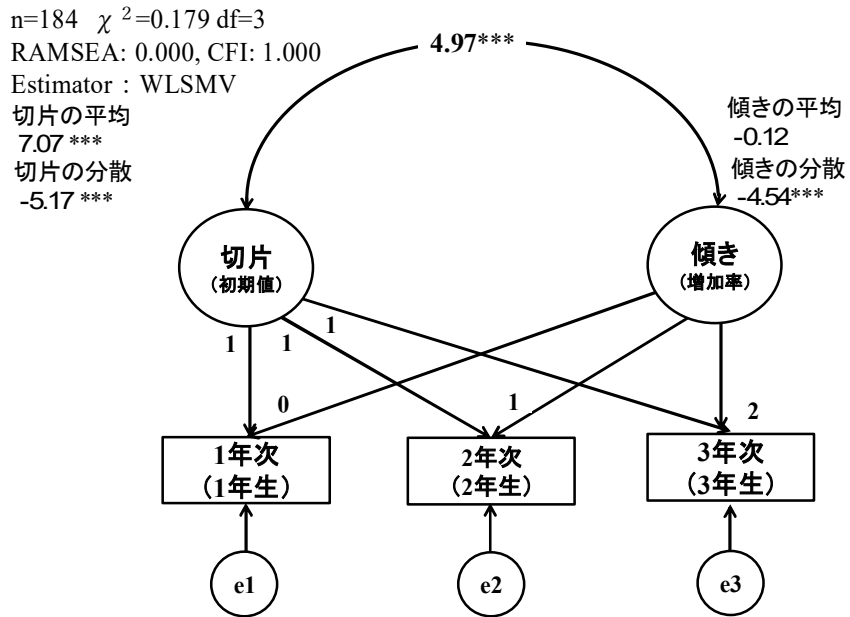 n=184 χ²=0.179 df=3
RAMSEA: 0.000, CFI: 1.000
Estimator：WLSMV
切片の平均
7.07 ***
切片の分散
-5.17 ***
4.97***
傾きの平均
-0.12
傾きの分散
-4.54***
切片
(初期値)
傾き
(増加率)
1
1
1
0
1
2
1年次
(1年生)
2年次
(2年生)
3年次
(3年生)
e1
e2
e3